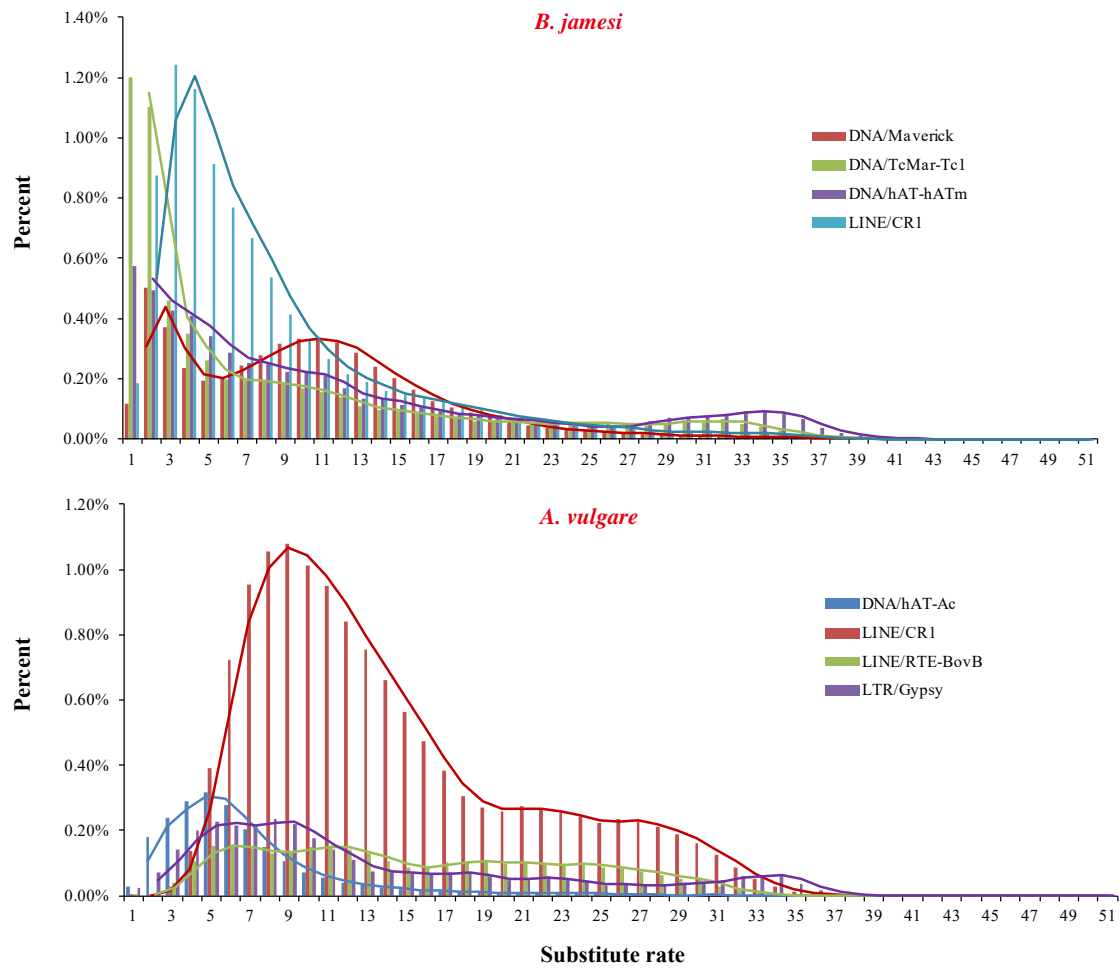 B. jamesi
1.40%
1.20%
1.00%
0.80%
0.60%
0.40%
0.20%
0.00%
Percent
DNA/Maverick
DNA/TcMar-Tc1
DNA/hAT-hATm
LINE/CR1
1 3 5 7 9 11 13 15 17 19 21 23 25 27 29 31 33 35 37 39 41 43 45 47 49 51
A. vulgare
1.20%
1.00%
0.80%
0.60%
0.40%
0.20%
0.00%
Percent
DNA/hAT-Ac
LINE/CR1
LINE/RTE-BovB
LTR/Gypsy
1 3 5 7 9 11 13 15 17 19 21 23 25 27 29 31 33 35 37 39 41 43 45 47 49 51
Substitute rate